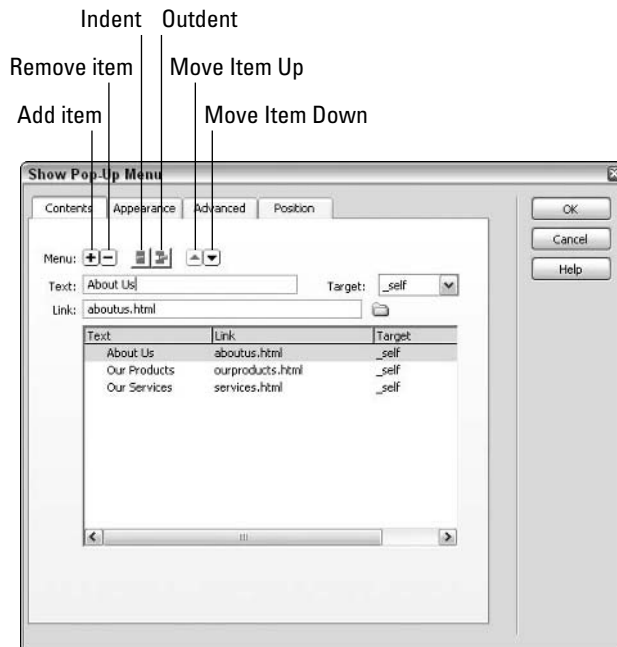 Indent Outdent
Remove item Move Item Up
Add item Move Item Down
Show Pop-Up Menu
Contents Appearance Advanced Position
OK
Cancel
Help
Menu:
Text: About Us Target: _self
Link: aboutus.html
Text Link Target
About Us aboutus.html _self
Our Products ourproducts.html _self
Our Services services.html _self